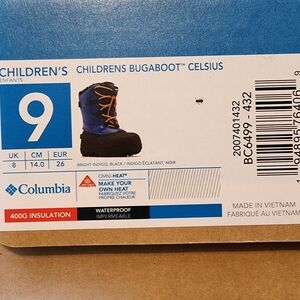 CHILDREN'S
ENFANTS
CHILDRENS BUGABOOT™ CELSIUS
9
UK CM EUR
8 14.0 26
BRIGHT INDIGO, BLACK / INDIGO ÉCLATANT, NOIR
Columbia
OMNI-HEAT®
MAKE YOUR
OWN HEAT
FABRIQUEZ VOTRE
PROPRE CHALEUR
400G INSULATION
WATERPROOF
IMPERMÉABLE
2007401432
BC6499 - 432
MADE IN VIETNAM
FABRIQUÉ AU VIETNAM